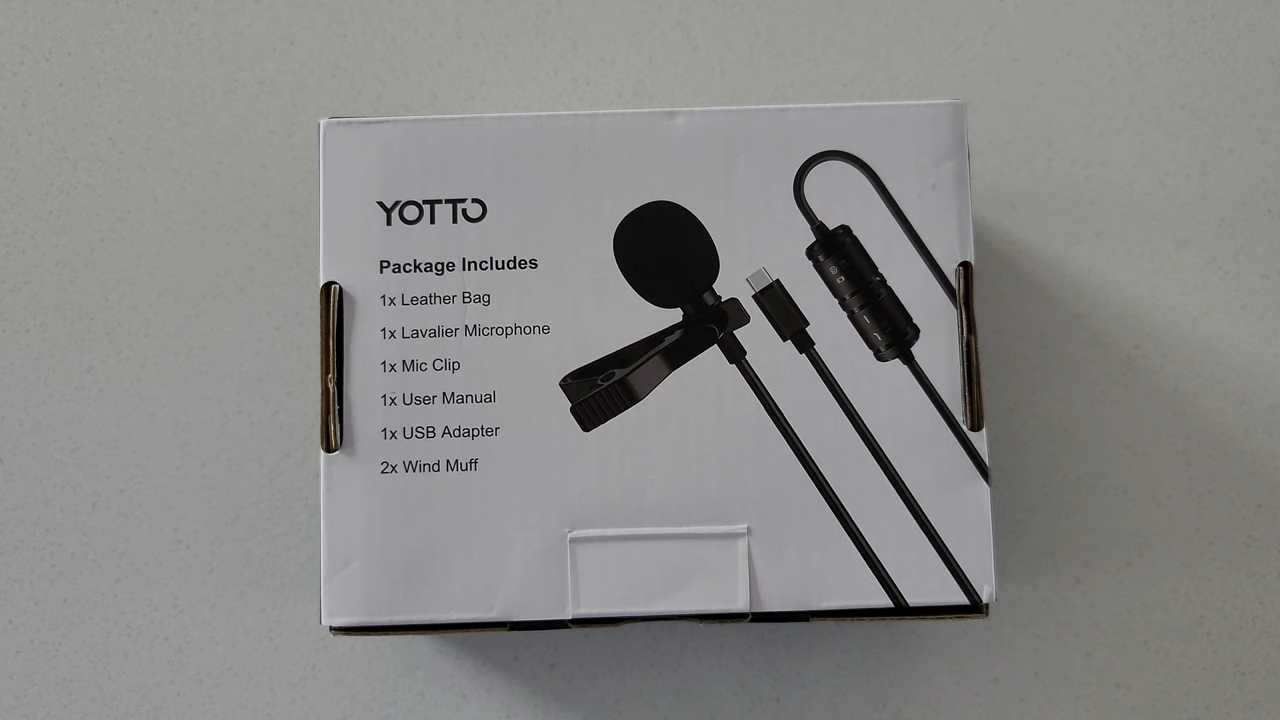 YOTTO
Package Includes
1x Leather Bag
1x Lavalier Microphone
1x Mic Clip
1x User Manual
1x USB Adapter
2x Wind Muff